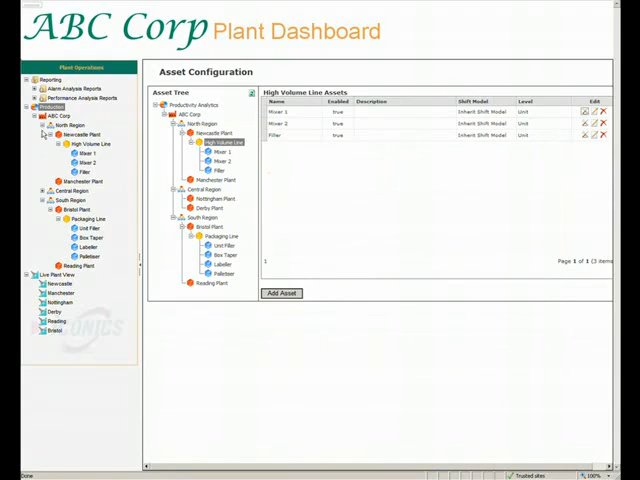 ABC Corp Plant Dashboard
Plant Operations
Reporting
Alarm Analysis Reports
Performance Analysis Reports
Production
ABC Corp
North Region
Newcastle Plant
High Volume Line
Mixer 1
Mixer 2
Filler
Manchester Plant
Central Region
South Region
Bristol Plant
Packaging Line
Unit Filler
Box Taper
Labeller
Palletiser
Reading Plant
Live Plant View
Newcastle
Manchester
Nottingham
Derby
Reading
Bristol
Asset Configuration
Asset Tree
Productivity Analytics
ABC Corp
North Region
Newcastle Plant
High Volume Line
Mixer 1
Mixer 2
Filler
Manchester Plant
Central Region
Nottingham Plant
Derby Plant
South Region
Bristol Plant
Packaging Line
Unit Filler
Box Taper
Labeller
Palletiser
Reading Plant
High Volume Line Assets
Name Enabled Description Shift Model Level Edit
Mixer 1 true Inherit Shift Model Unit
Mixer 2 true Inherit Shift Model Unit
Filler true Inherit Shift Model Unit
1 Page 1 of 1 (3 items
Add Asset
Done Trusted sites 100%